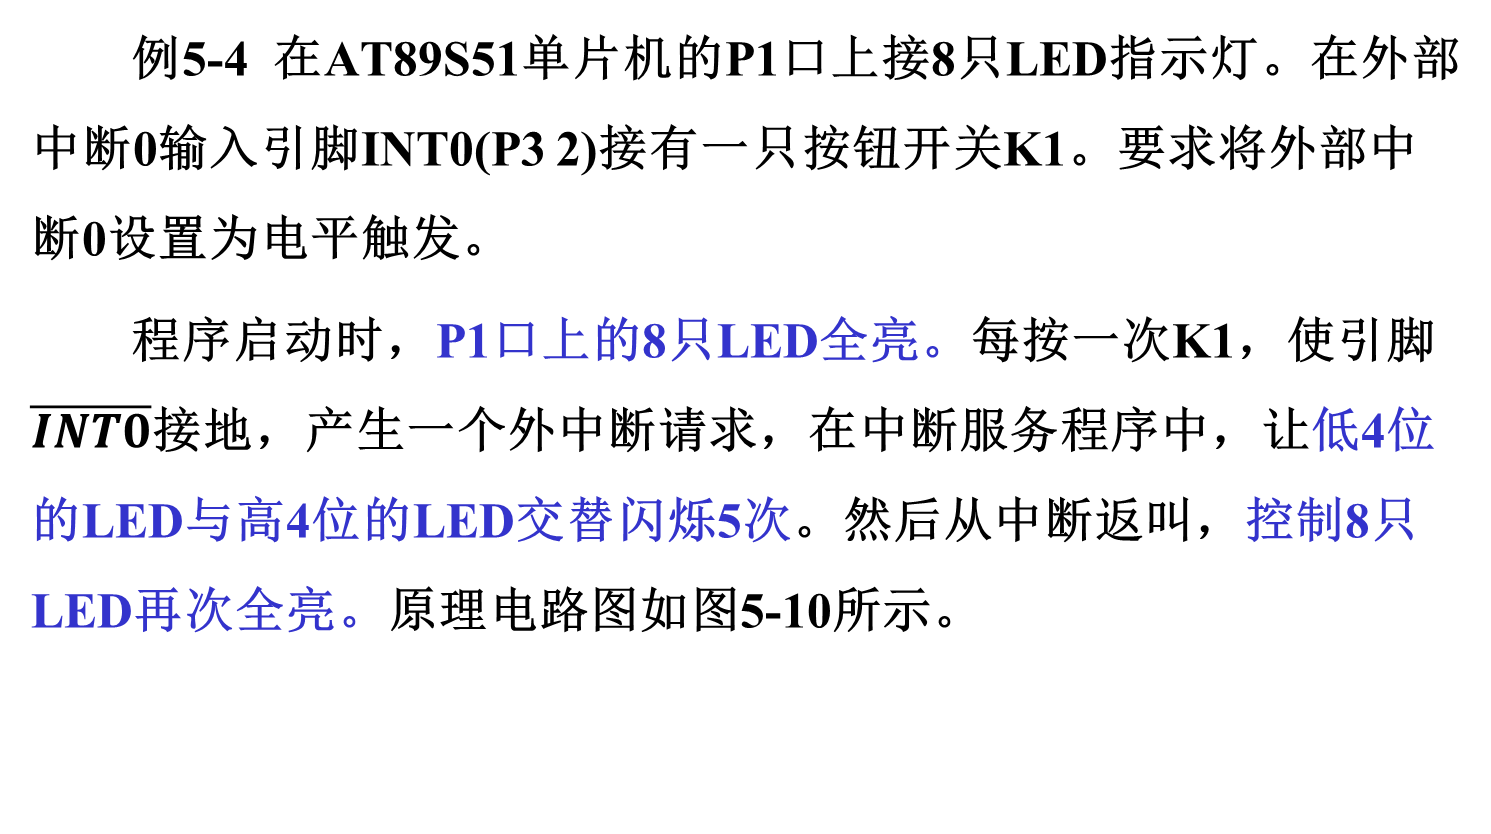 例5-4 在AT89S51单片机的P1口上接8只LED指示灯。在外部
中断0输入引脚INT0(P3 2)接有一只按钮开关K1。要求将外部中
断0设置为电平触发。
程序启动时，P1口上的8只LED全亮。每按一次K1，使引脚
INT0接地，产生一个外中断请求，在中断服务程序中，让低4位
的LED与高4位的LED交替闪烁5次。然后从中断返叫，控制8只
LED再次全亮。原理电路图如图5-10所示。